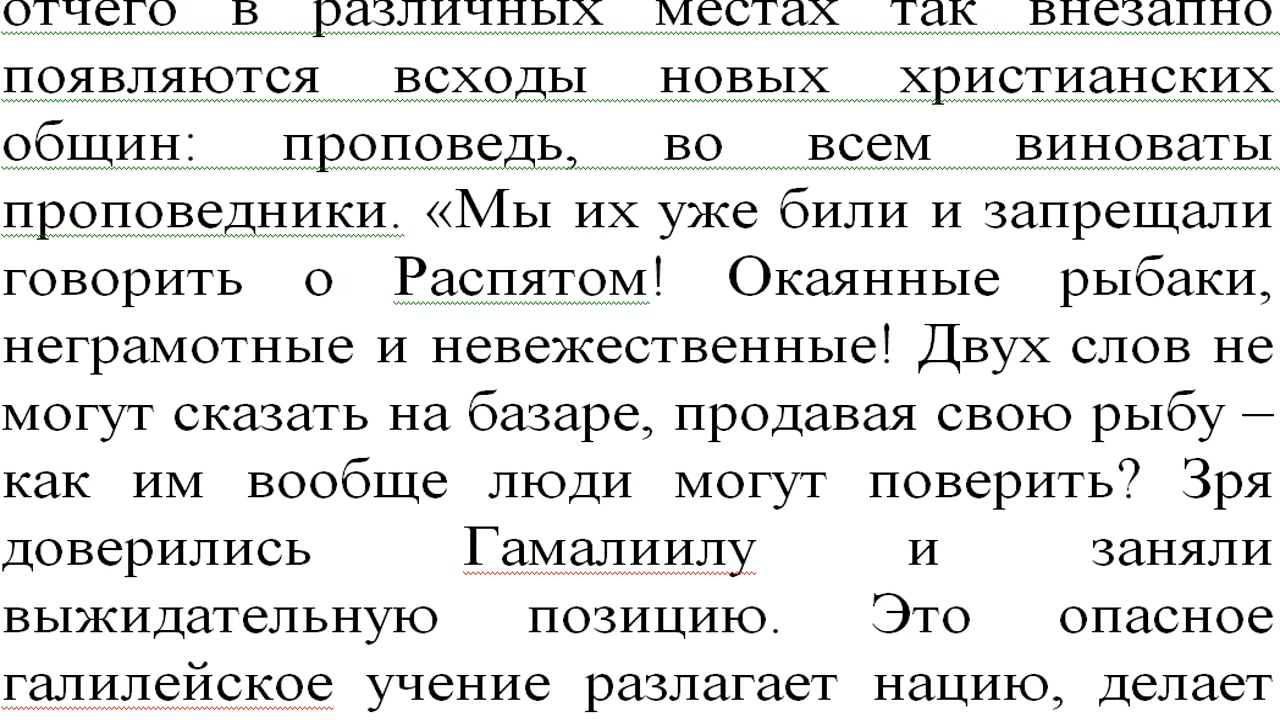 отчего в различных местах так внезапно
появляются всходы новых христианских
общин: проповедь, во всем виноваты
проповедники. «Мы их уже били и запрещали
говорить о Распятом! Окаянные рыбаки,
неграмотные и невежественные! Двух слов не
могут сказать на базаре, продавая свою рыбу –
как им вообще люди могут поверить? Зря
доверились Гамалиилу и заняли
выжидательную позицию. Это опасное
галилейское учение разлагает нацию, делает